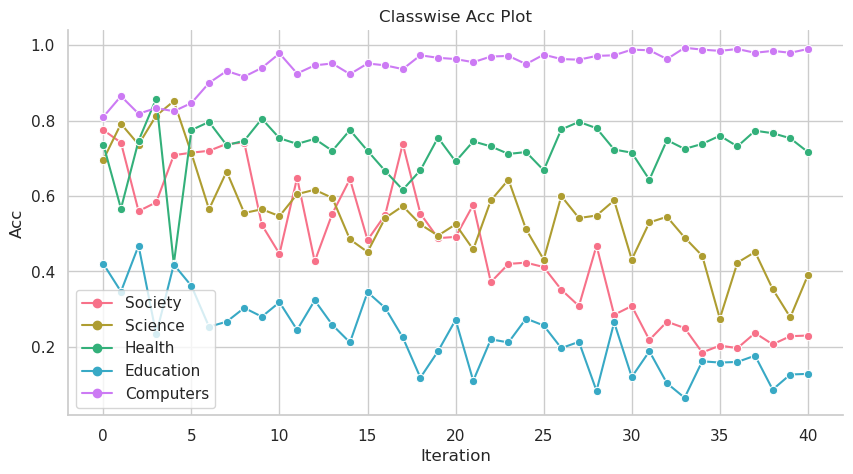 Classwise Acc Plot
1.0
0.8
0.6
0.4
0.2
Acc
Society
Science
Health
Education
Computers
0 5 10 15 20 25 30 35 40
Iteration